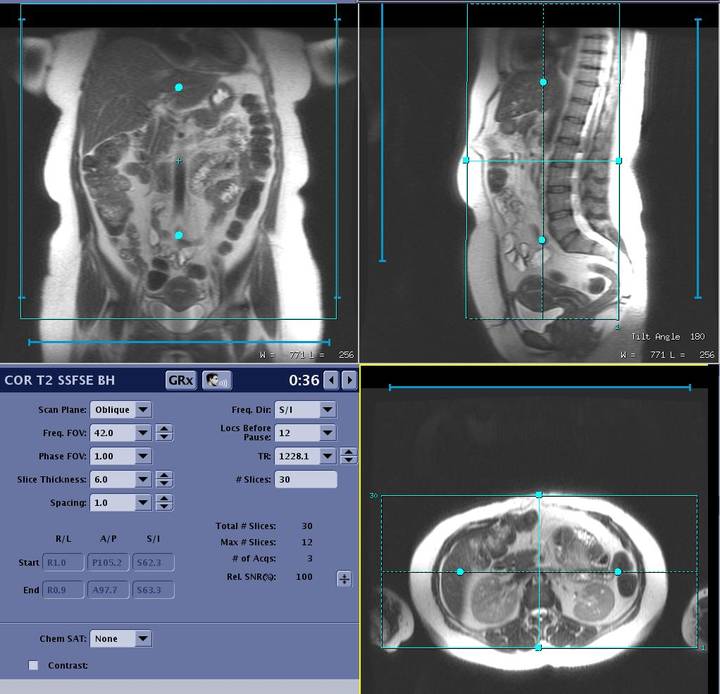 W = 771 L = 256
Tilt Angle 180
W = 771 L = 256
COR T2 SSFSE BH GRx 0:36
Scan Plane: Oblique Freq. Dir: S/I
Freq. FOV: 42.0 Locs Before Pause: 12
Phase FOV: 1.00 TR: 1228.1
Slice Thickness: 6.0 # Slices: 30
Spacing: 1.0
R/L A/P S/I
Start R1.0 P105.2 S62.3
End R0.9 A97.7 S63.3
Total # Slices: 30
Max # Slices: 12
# of Acqs: 3
Rel. SNR(%): 100
Chem SAT: None
Contrast:
30
1